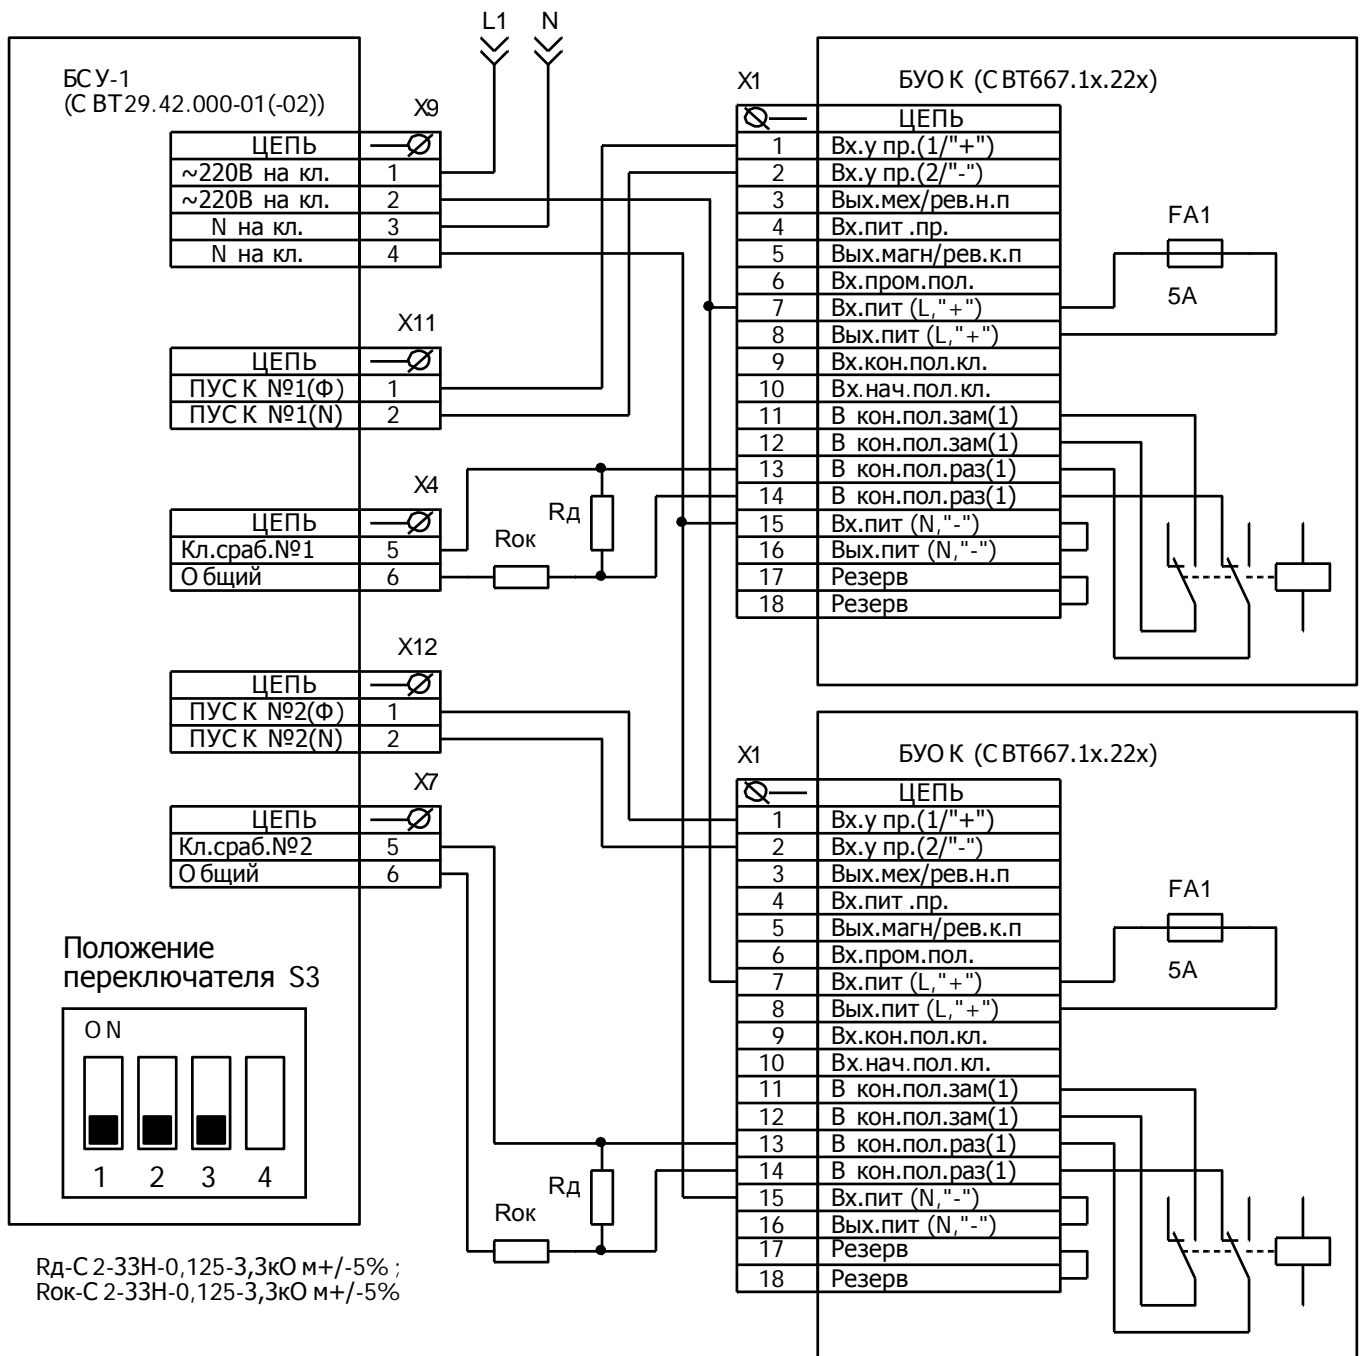 L1 N
БСУ-1
(СВТ29.42.000-01(-02))
X9
ЦЕПЬ
~220В на кл. 1
~220В на кл. 2
N на кл. 3
N на кл. 4
X11
ЦЕПЬ
ПУСК №1(Ф) 1
ПУСК №1(N) 2
X4
ЦЕПЬ
Кл.сраб.№1 5
Общий 6
Rок
Rд
X12
ЦЕПЬ
ПУСК №2(Ф) 1
ПУСК №2(N) 2
X7
ЦЕПЬ
Кл.сраб.№2 5
Общий 6
Rок
Rд
Положение
переключателя S3
ON
1 2 3 4
Rд-С2-33Н-0,125-3,3кОм+/-5% ;
Rок-С2-33Н-0,125-3,3кОм+/-5%
X1
БУОК (СВТ667.1х.22х)
ЦЕПЬ
1 Вх.упр.(1/"+")
2 Вх.упр.(2/"-")
3 Вых.мех/рев.н.п
4 Вх.пит.пр.
5 Вых.магн/рев.к.п
6 Вх.пром.пол.
7 Вх.пит (L,"+")
8 Вых.пит (L,"+")
9 Вх.кон.пол.кл.
10 Вх.нач.пол.кл.
11 В кон.пол.зам(1)
12 В кон.пол.зам(1)
13 В кон.пол.раз(1)
14 В кон.пол.раз(1)
15 Вх.пит (N,"-")
16 Вых.пит (N,"-")
17 Резерв
18 Резерв
FA1
5A
X1
БУОК (СВТ667.1х.22х)
ЦЕПЬ
1 Вх.упр.(1/"+")
2 Вх.упр.(2/"-")
3 Вых.мех/рев.н.п
4 Вх.пит.пр.
5 Вых.магн/рев.к.п
6 Вх.пром.пол.
7 Вх.пит (L,"+")
8 Вых.пит (L,"+")
9 Вх.кон.пол.кл.
10 Вх.нач.пол.кл.
11 В кон.пол.зам(1)
12 В кон.пол.зам(1)
13 В кон.пол.раз(1)
14 В кон.пол.раз(1)
15 Вх.пит (N,"-")
16 Вых.пит (N,"-")
17 Резерв
18 Резерв
FA1
5A